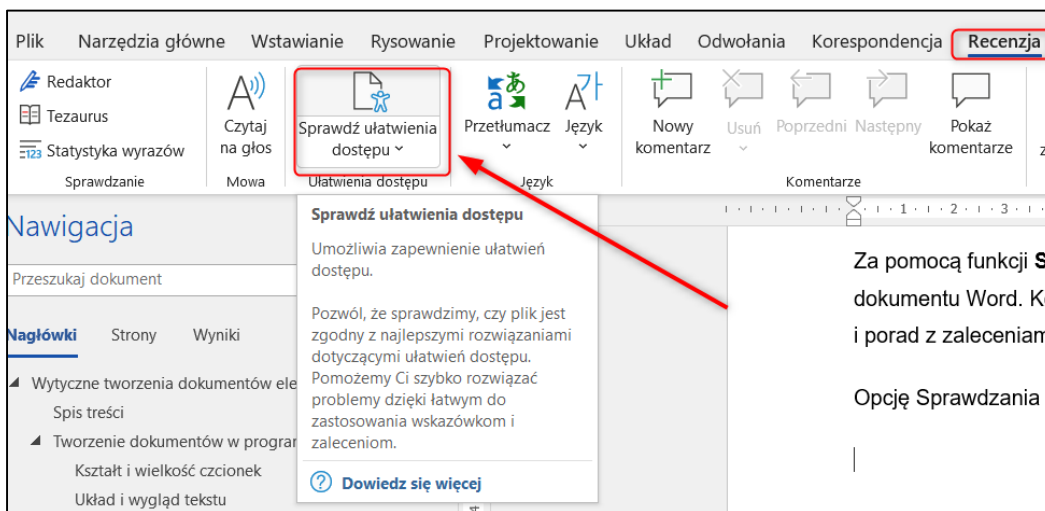 Plik Narzędzia główne Wstawianie Rysowanie Projektowanie Układ Odwołania Korespondencja Recenzja
Redaktor
Tezaurus
123 Statystyka wyrazów
Sprawdzanie
Czytaj
na głos
Mowa
Sprawdź ułatwienia
dostępu
Ułatwienia dostępu
Przetłumacz
Język
Język
Nowy
komentarz
Usuń
Poprzedni
Następny
Pokaż
komentarze
Komentarze
Nawigacja
Przeszukaj dokument
Nagłówki Strony Wyniki
Wytyczne tworzenia dokumentów ele
Spis treści
Tworzenie dokumentów w progra
Kształt i wielkość czcionek
Układ i wygląd tekstu
Sprawdź ułatwienia dostępu
Umożliwia zapewnienie ułatwień
dostępu.
Pozwól, że sprawdzimy, czy plik jest
zgodny z najlepszymi rozwiązaniami
dotyczącymi ułatwień dostępu.
Pomożemy Ci szybko rozwiązać
problemy dzięki łatwym do
zastosowania wskazówkom i
zaleceniom.
Dowiedz się więcej
1 2 3
Za pomocą funkcji S
dokumentu Word. K
i porad z zaleceniam
Opcję Sprawdzania